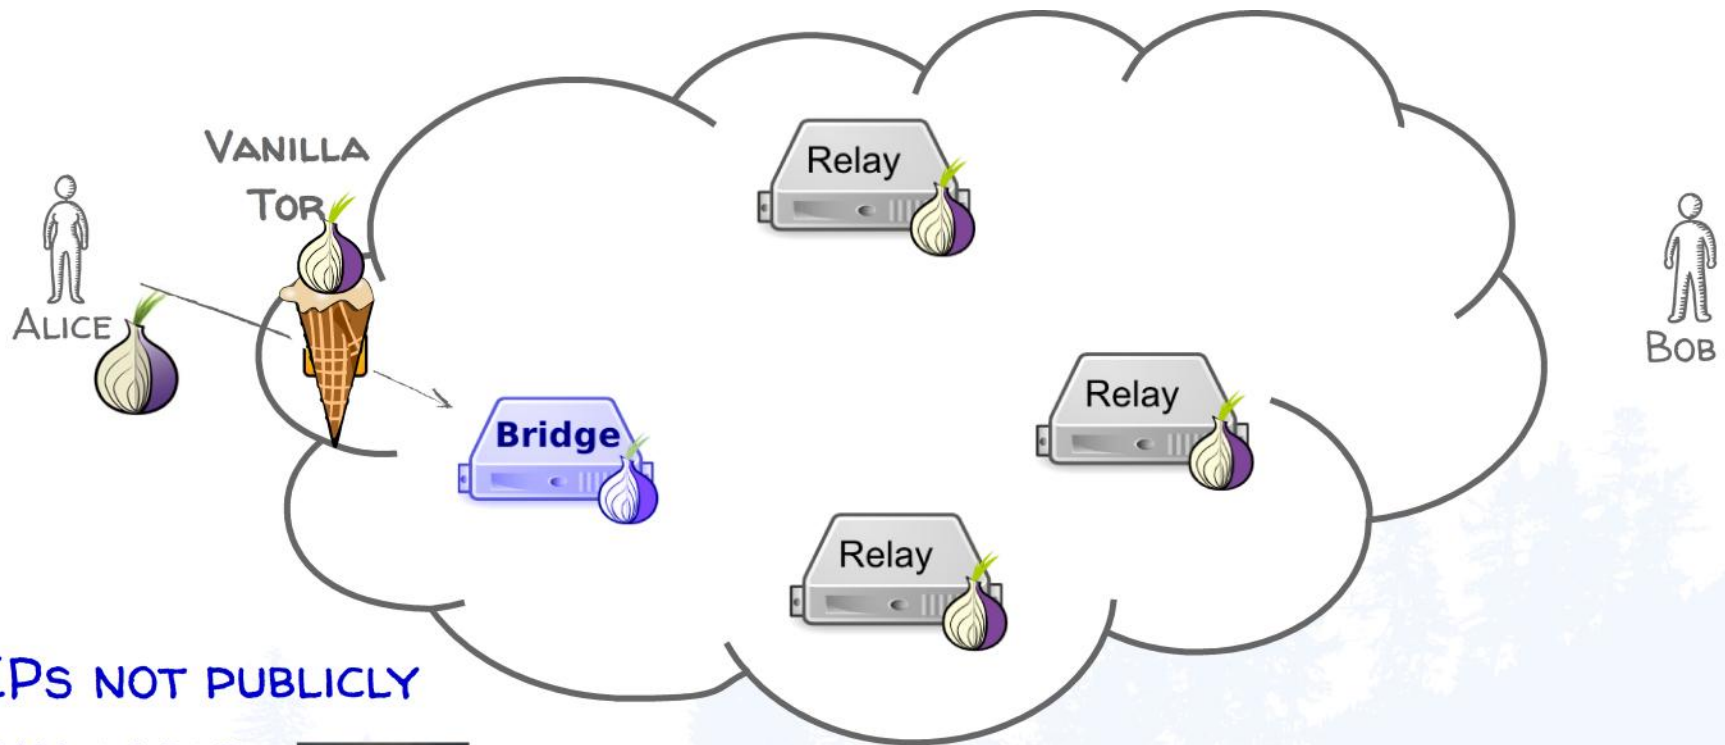 VANILLA
TOR
Relay
ALICE
BOB
Relay
Bridge
Relay
IPS NOT PUBLICLY